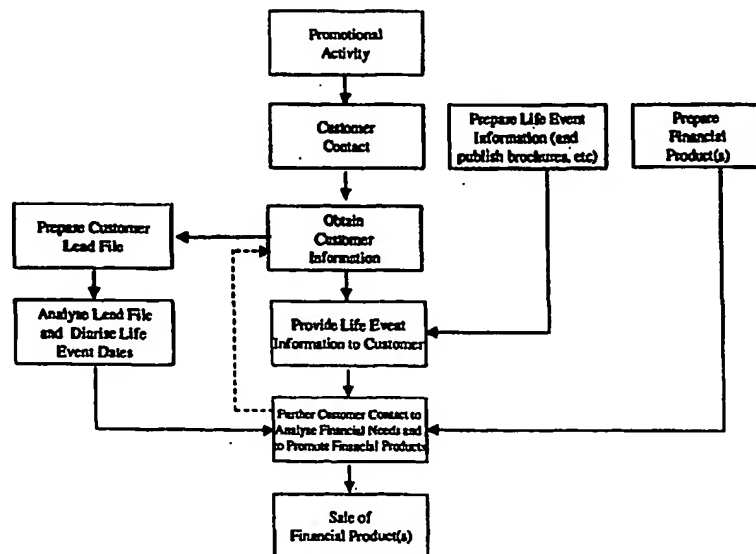 Promotional
Activity
Customer
Contact
Prepare Life Event
Information (and
publish brochures, etc)
Prepare
Financial
Product(s)
Prepare Customer
Lead File
Obtain
Customer
Information
Analyse Lead File
and Diarise Life
Event Dates
Provide Life Event
Information to Customer
Further Customer Contact to
Analyse Financial Needs and
to Promote Financial Products
Sale of
Financial Product(s)